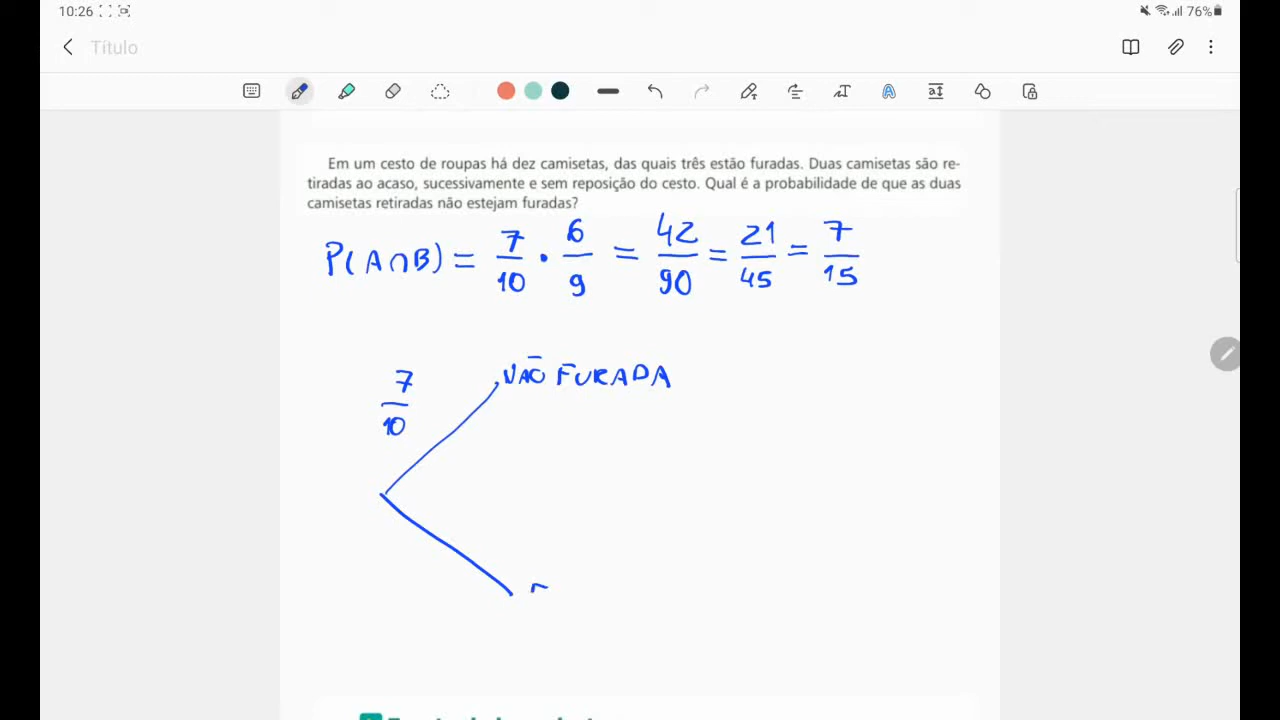 10:26
76%
Título
Em um cesto de roupas há dez camisetas, das quais três estão furadas. Duas camisetas são re-
tiradas ao acaso, sucessivamente e sem reposição do cesto. Qual é a probabilidade de que as duas
camisetas retiradas não estejam furadas?
P(A∩B) = 7/10 · 6/9 = 42/90 = 21/45 = 7/15
7/10
NÃO FURADA